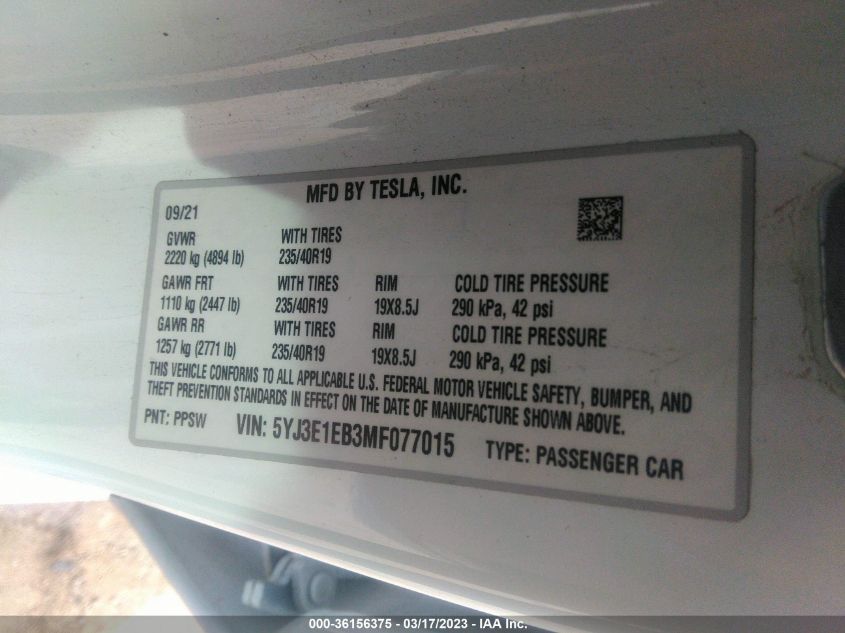 MFD BY TESLA, INC.
09/21
GVWR WITH TIRES
2220 kg (4894 lb) 235/40R19
GAWR FRT WITH TIRES RIM COLD TIRE PRESSURE
1110 kg (2447 lb) 235/40R19 19X8.5J 290 kPa, 42 psi
GAWR RR WITH TIRES RIM COLD TIRE PRESSURE
1257 kg (2771 lb) 235/40R19 19X8.5J 290 kPa, 42 psi
THIS VEHICLE CONFORMS TO ALL APPLICABLE U.S. FEDERAL MOTOR VEHICLE SAFETY, BUMPER, AND
THEFT PREVENTION STANDARDS IN EFFECT ON THE DATE OF MANUFACTURE SHOWN ABOVE.
PNT: PPSW VIN: 5YJ3E1EB3MF077015 TYPE: PASSENGER CAR
000-36156375 - 03/17/2023 - IAA Inc.